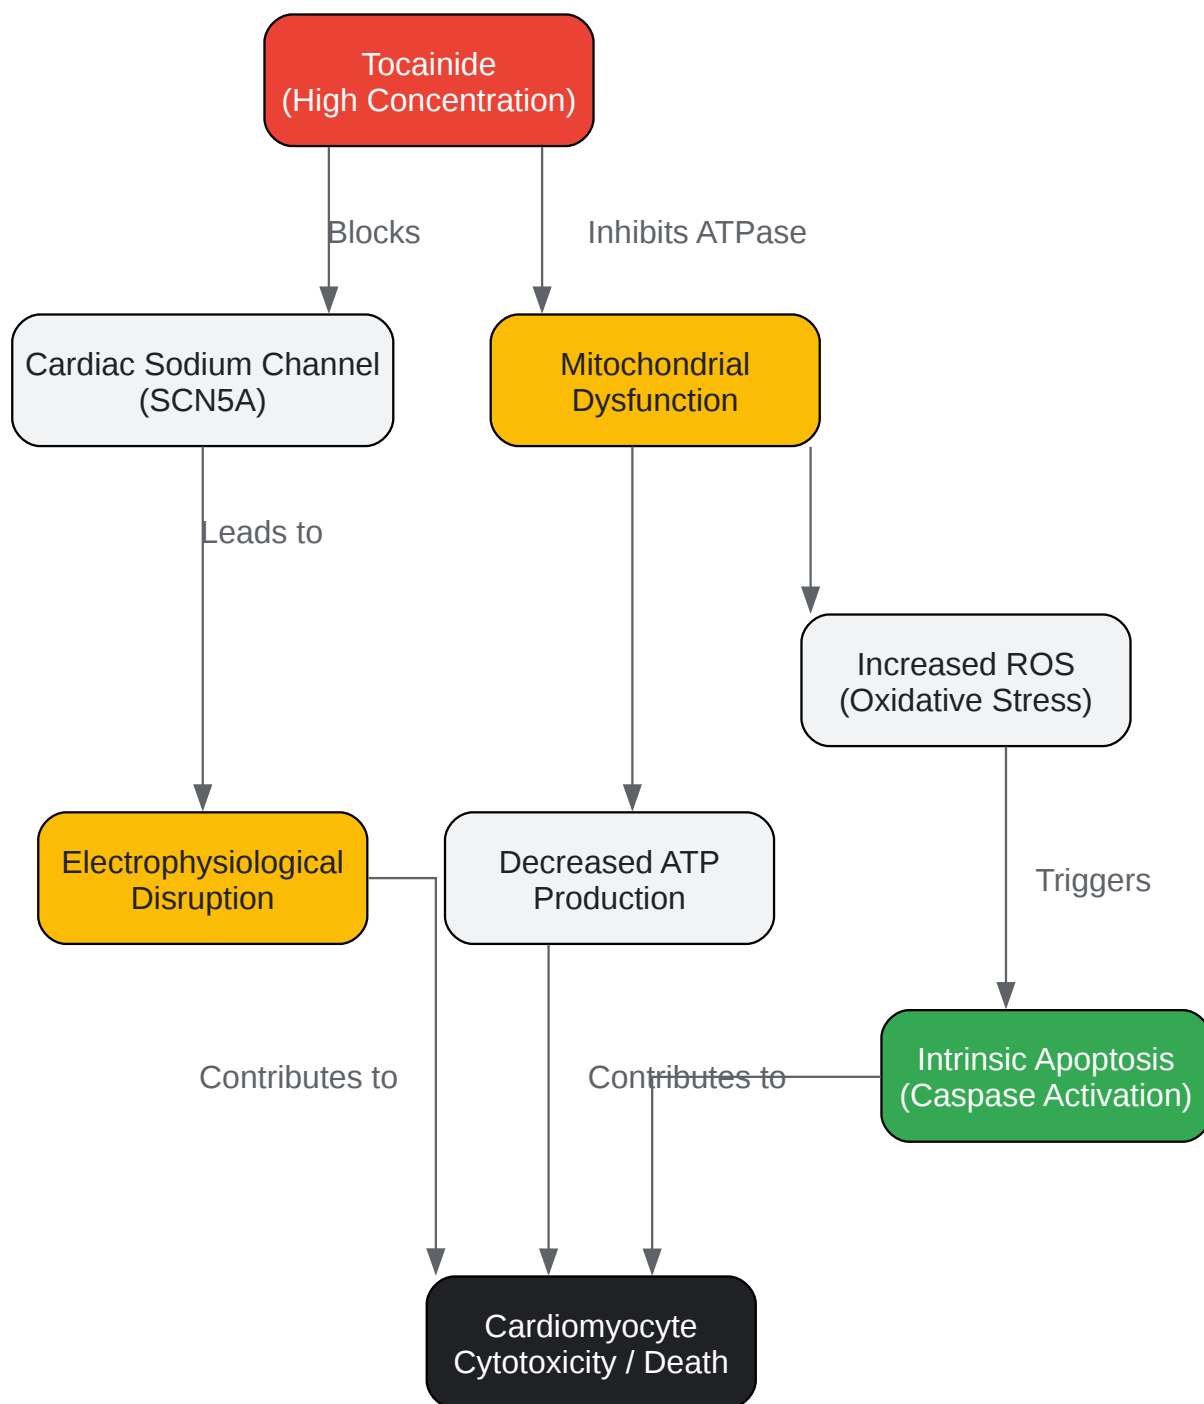 Tocainide
(High Concentration)
Blocks
Inhibits ATPase
Cardiac Sodium Channel
(SCN5A)
Mitochondrial
Dysfunction
Leads to
Increased ROS
(Oxidative Stress)
Electrophysiological
Disruption
Decreased ATP
Production
Triggers
Intrinsic Apoptosis
(Caspase Activation)
Contributes to
Contributes to
Cardiomyocyte
Cytotoxicity / Death